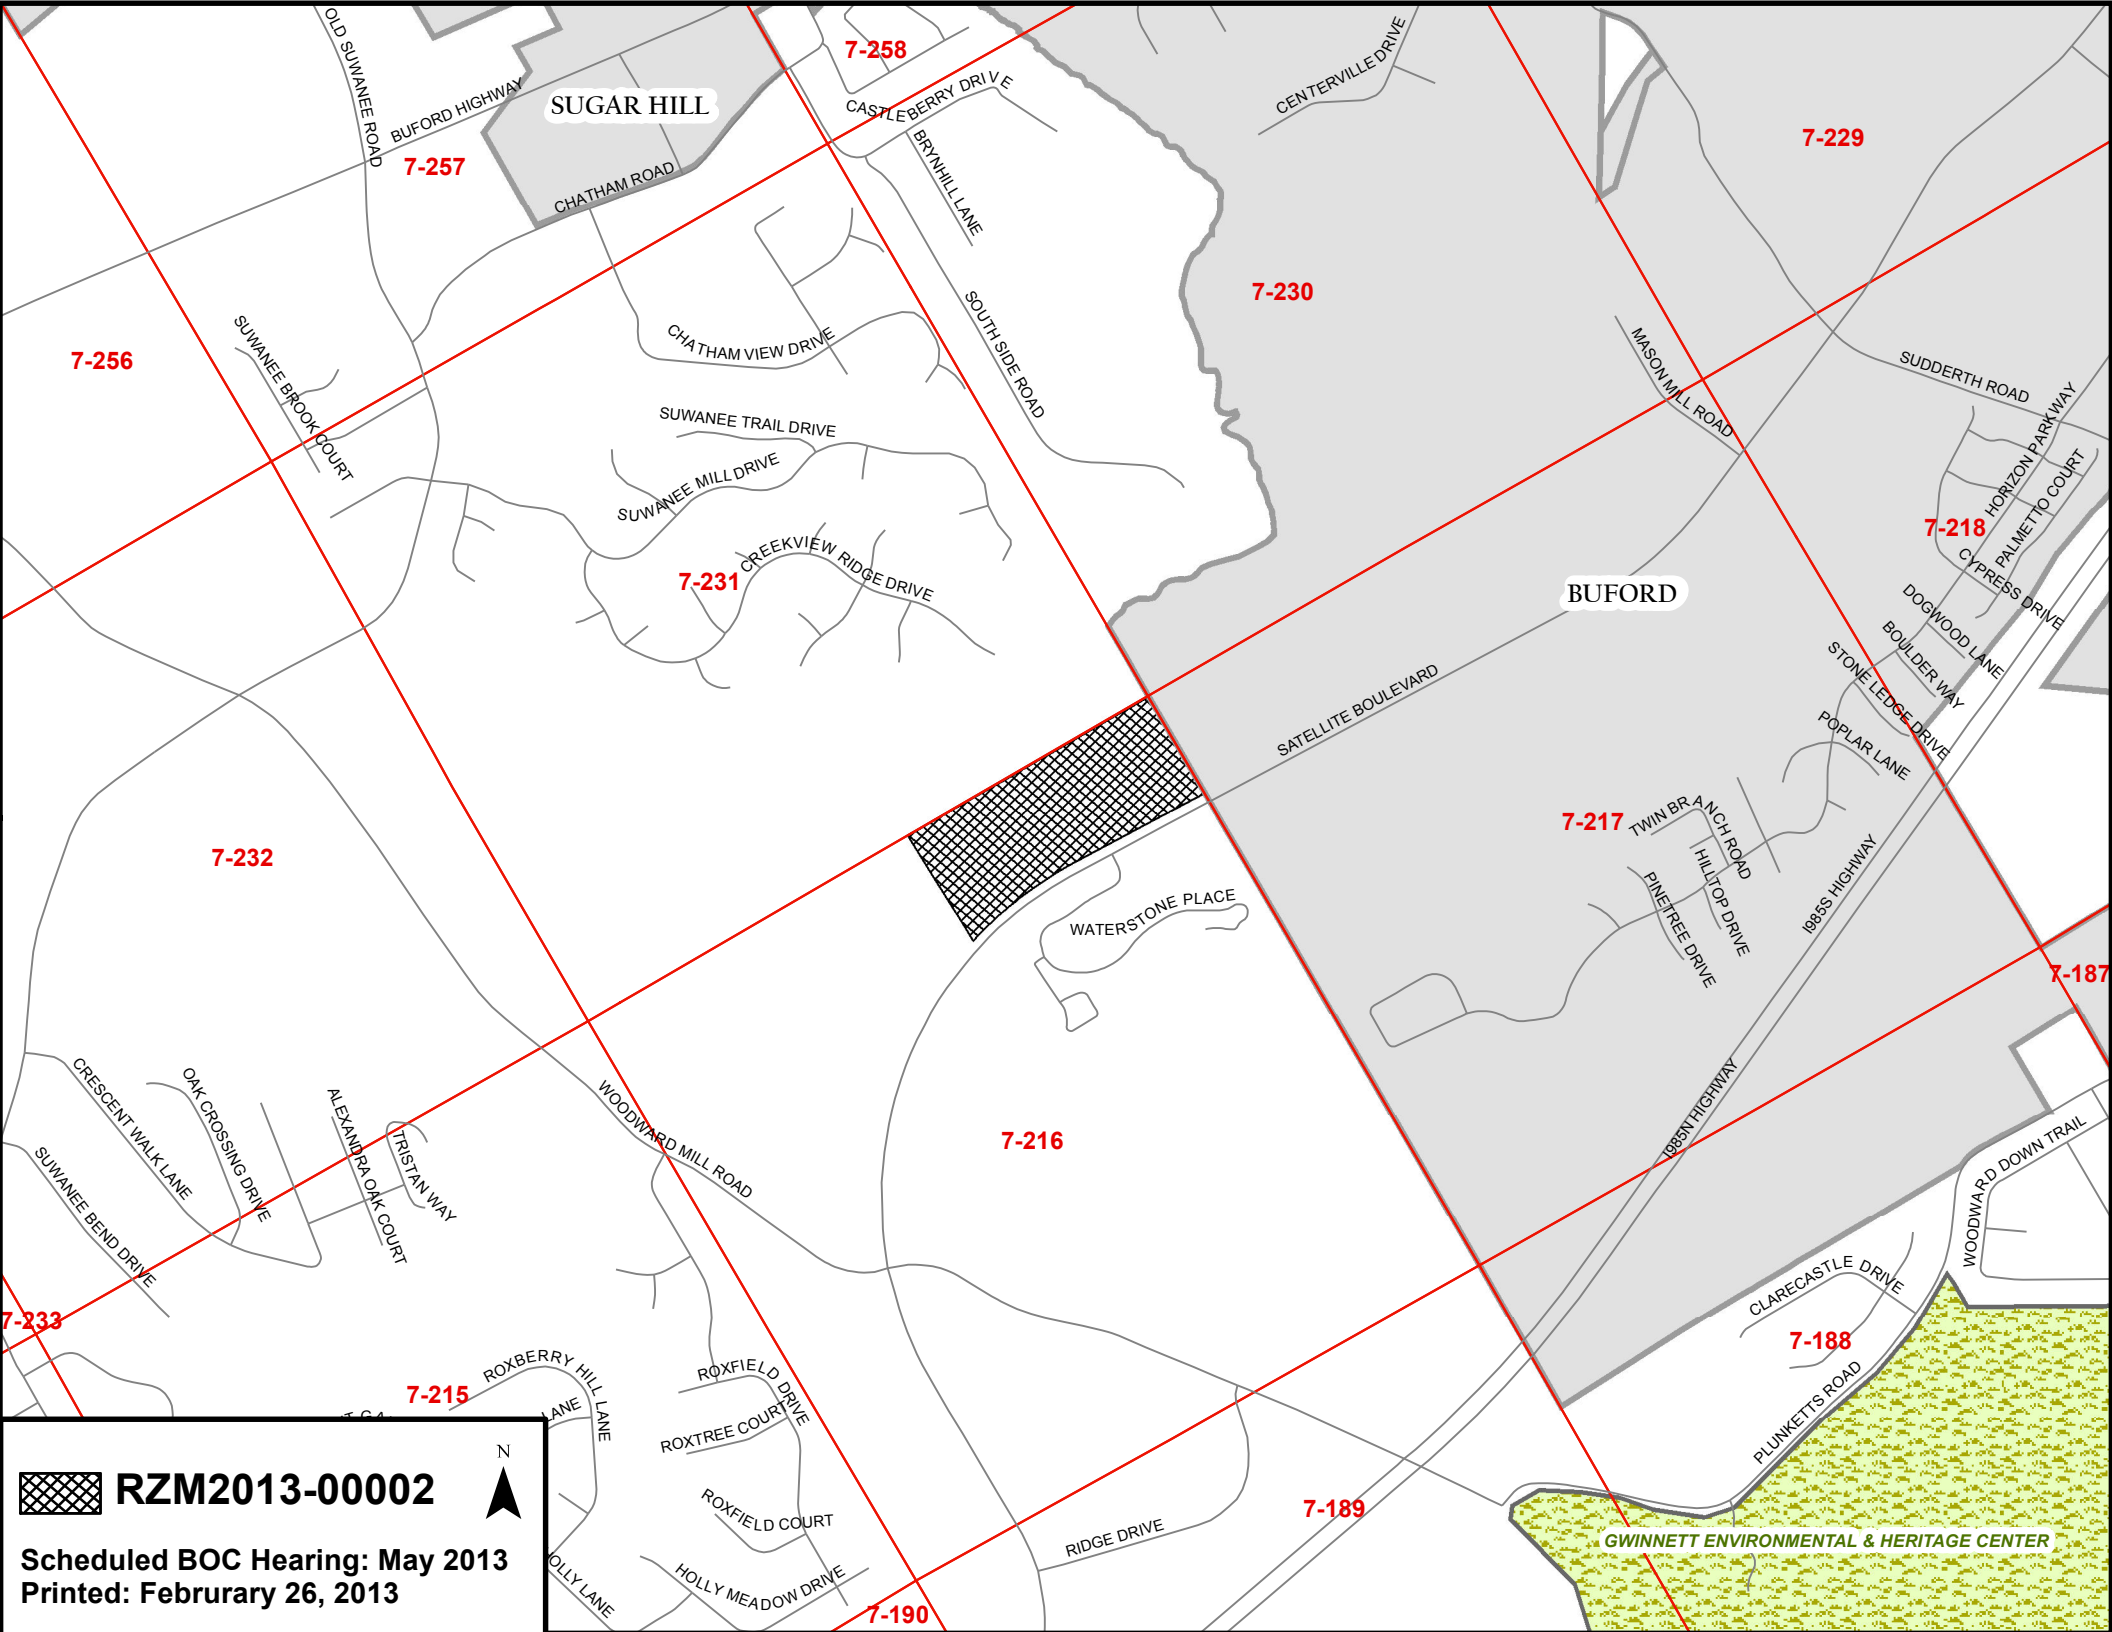 OLD SUWANEE ROAD
BUFORD HIGHWAY
SUGAR HILL
7-258
CASTLEBERRY DRIVE
BRYNHILL LANE
CENTERVILLE DRIVE
7-229
7-257
CHATHAM ROAD
7-230
7-256
SUWANEE BROOK COURT
CHATHAM VIEW DRIVE
SOUTH SIDE ROAD
MASON MILL ROAD
SUDDERTH ROAD
HORIZON PARKWAY
PALMETTO COURT
SUWANEE TRAIL DRIVE
SUWANEE MILL DRIVE
7-218
CYPRESS DRIVE
7-231
CREEKVIEW RIDGE DRIVE
BUFORD
DOGWOOD LANE
BOULDER WAY
STONE LEDGE DRIVE
POPLAR LANE
SATELLITE BOULEVARD
7-217
TWIN BRANCH ROAD
HILLTOP DRIVE
PINETREE DRIVE
I985S HIGHWAY
7-232
WATERSTONE PLACE
7-187
CRESCENT WALK LANE
OAK CROSSING DRIVE
ALEXANDRA OAK COURT
TRISTAN WAY
SUWANEE BEND DRIVE
WOODWARD MILL ROAD
7-216
I985N HIGHWAY
WOODWARD DOWN TRAIL
CLARECASTLE DRIVE
7-233
7-188
PLUNKETTS ROAD
7-215
ROXBERRY HILL LANE
LANE
ROXFIELD DRIVE
ROXTREE COURT
ROXFIELD COURT
HOLLY MEADOW DRIVE
OLLY LANE
RIDGE DRIVE
7-189
7-190
GWINNETT ENVIRONMENTAL & HERITAGE CENTER
N
RZM2013-00002
Scheduled BOC Hearing: May 2013
Printed: Februrary 26, 2013